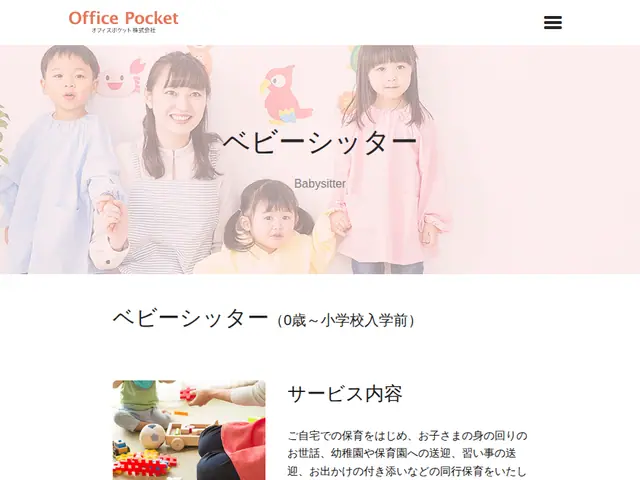 Office Pocket
オフィスポケット株式会社
ベビーシッター
Babysitter
ベビーシッター（0歳～小学校入学前）
サービス内容
ご自宅での保育をはじめ、お子さまの身の回りの
お世話、幼稚園や保育園への送迎、習い事の送
迎、お出かけの付き添いなどの同行保育をいたし